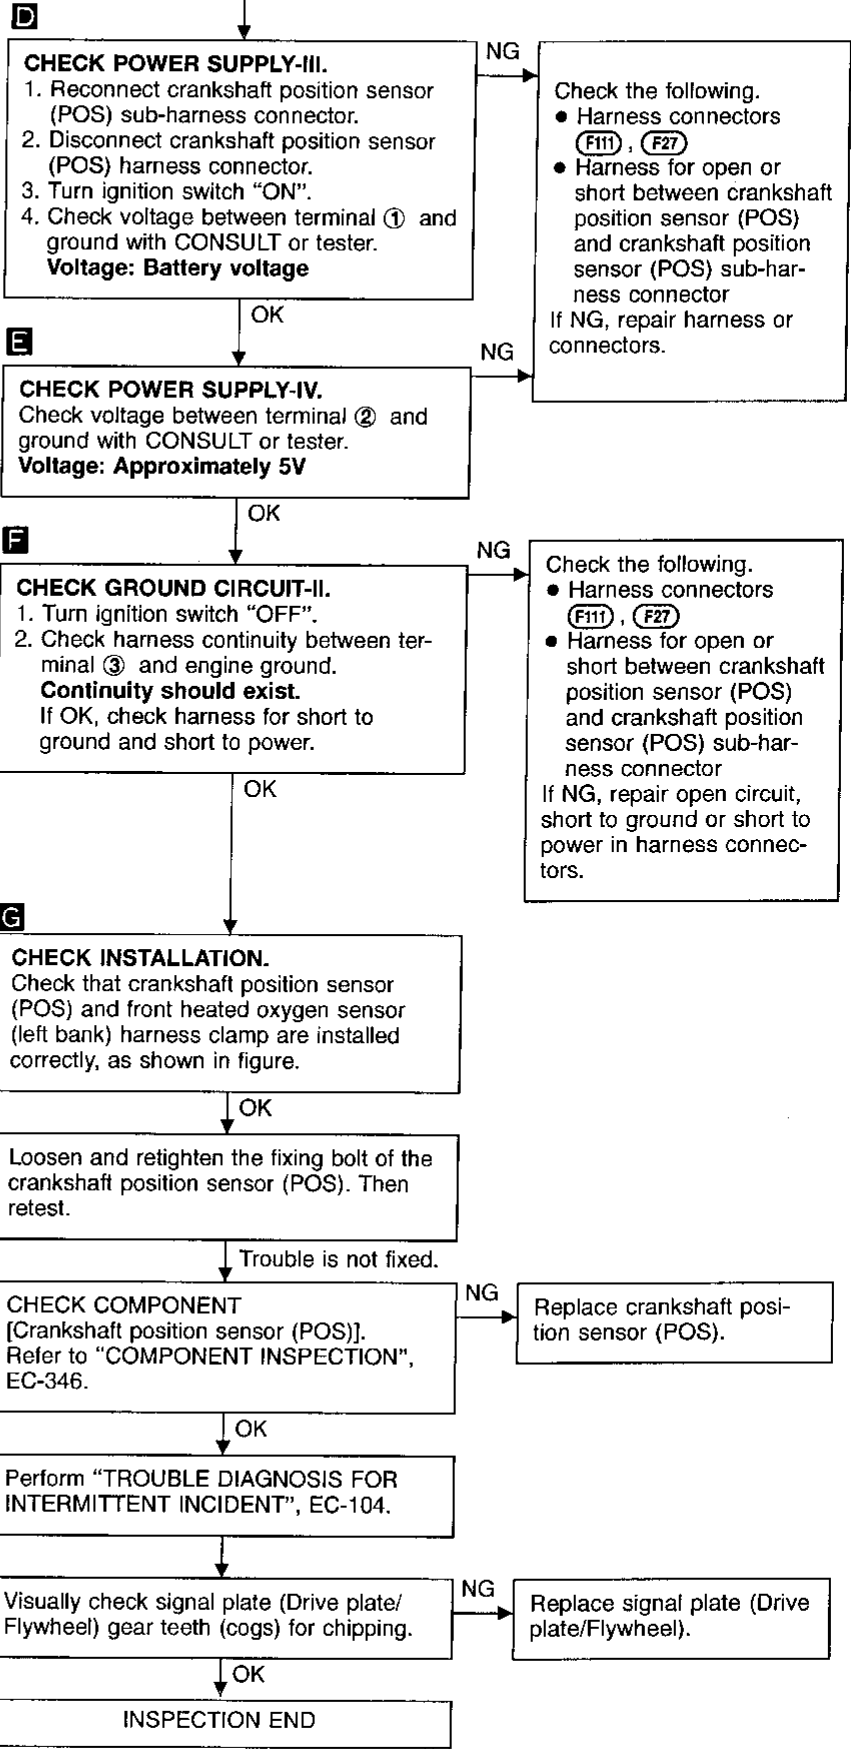 D
CHECK POWER SUPPLY-III.
1. Reconnect crankshaft position sensor
(POS) sub-harness connector.
2. Disconnect crankshaft position sensor
(POS) harness connector.
3. Turn ignition switch “ON”.
4. Check voltage between terminal ① and
ground with CONSULT or tester.
Voltage: Battery voltage
NG
Check the following.
● Harness connectors
F111 , F27
● Harness for open or
short between crankshaft
position sensor (POS)
and crankshaft position
sensor (POS) sub-har-
ness connector
If NG, repair harness or
connectors.
OK
E
CHECK POWER SUPPLY-IV.
Check voltage between terminal ② and
ground with CONSULT or tester.
Voltage: Approximately 5V
NG
OK
F
CHECK GROUND CIRCUIT-II.
1. Turn ignition switch “OFF”.
2. Check harness continuity between ter-
minal ③ and engine ground.
Continuity should exist.
If OK, check harness for short to
ground and short to power.
NG
Check the following.
● Harness connectors
F111 , F27
● Harness for open or
short between crankshaft
position sensor (POS)
and crankshaft position
sensor (POS) sub-har-
ness connector
If NG, repair open circuit,
short to ground or short to
power in harness connec-
tors.
OK
G
CHECK INSTALLATION.
Check that crankshaft position sensor
(POS) and front heated oxygen sensor
(left bank) harness clamp are installed
correctly, as shown in figure.
OK
Loosen and retighten the fixing bolt of the
crankshaft position sensor (POS). Then
retest.
Trouble is not fixed.
CHECK COMPONENT
[Crankshaft position sensor (POS)].
Refer to “COMPONENT INSPECTION”,
EC-346.
NG
Replace crankshaft posi-
tion sensor (POS).
OK
Perform “TROUBLE DIAGNOSIS FOR
INTERMITTENT INCIDENT”, EC-104.
Visually check signal plate (Drive plate/
Flywheel) gear teeth (cogs) for chipping.
NG
Replace signal plate (Drive
plate/Flywheel).
OK
INSPECTION END